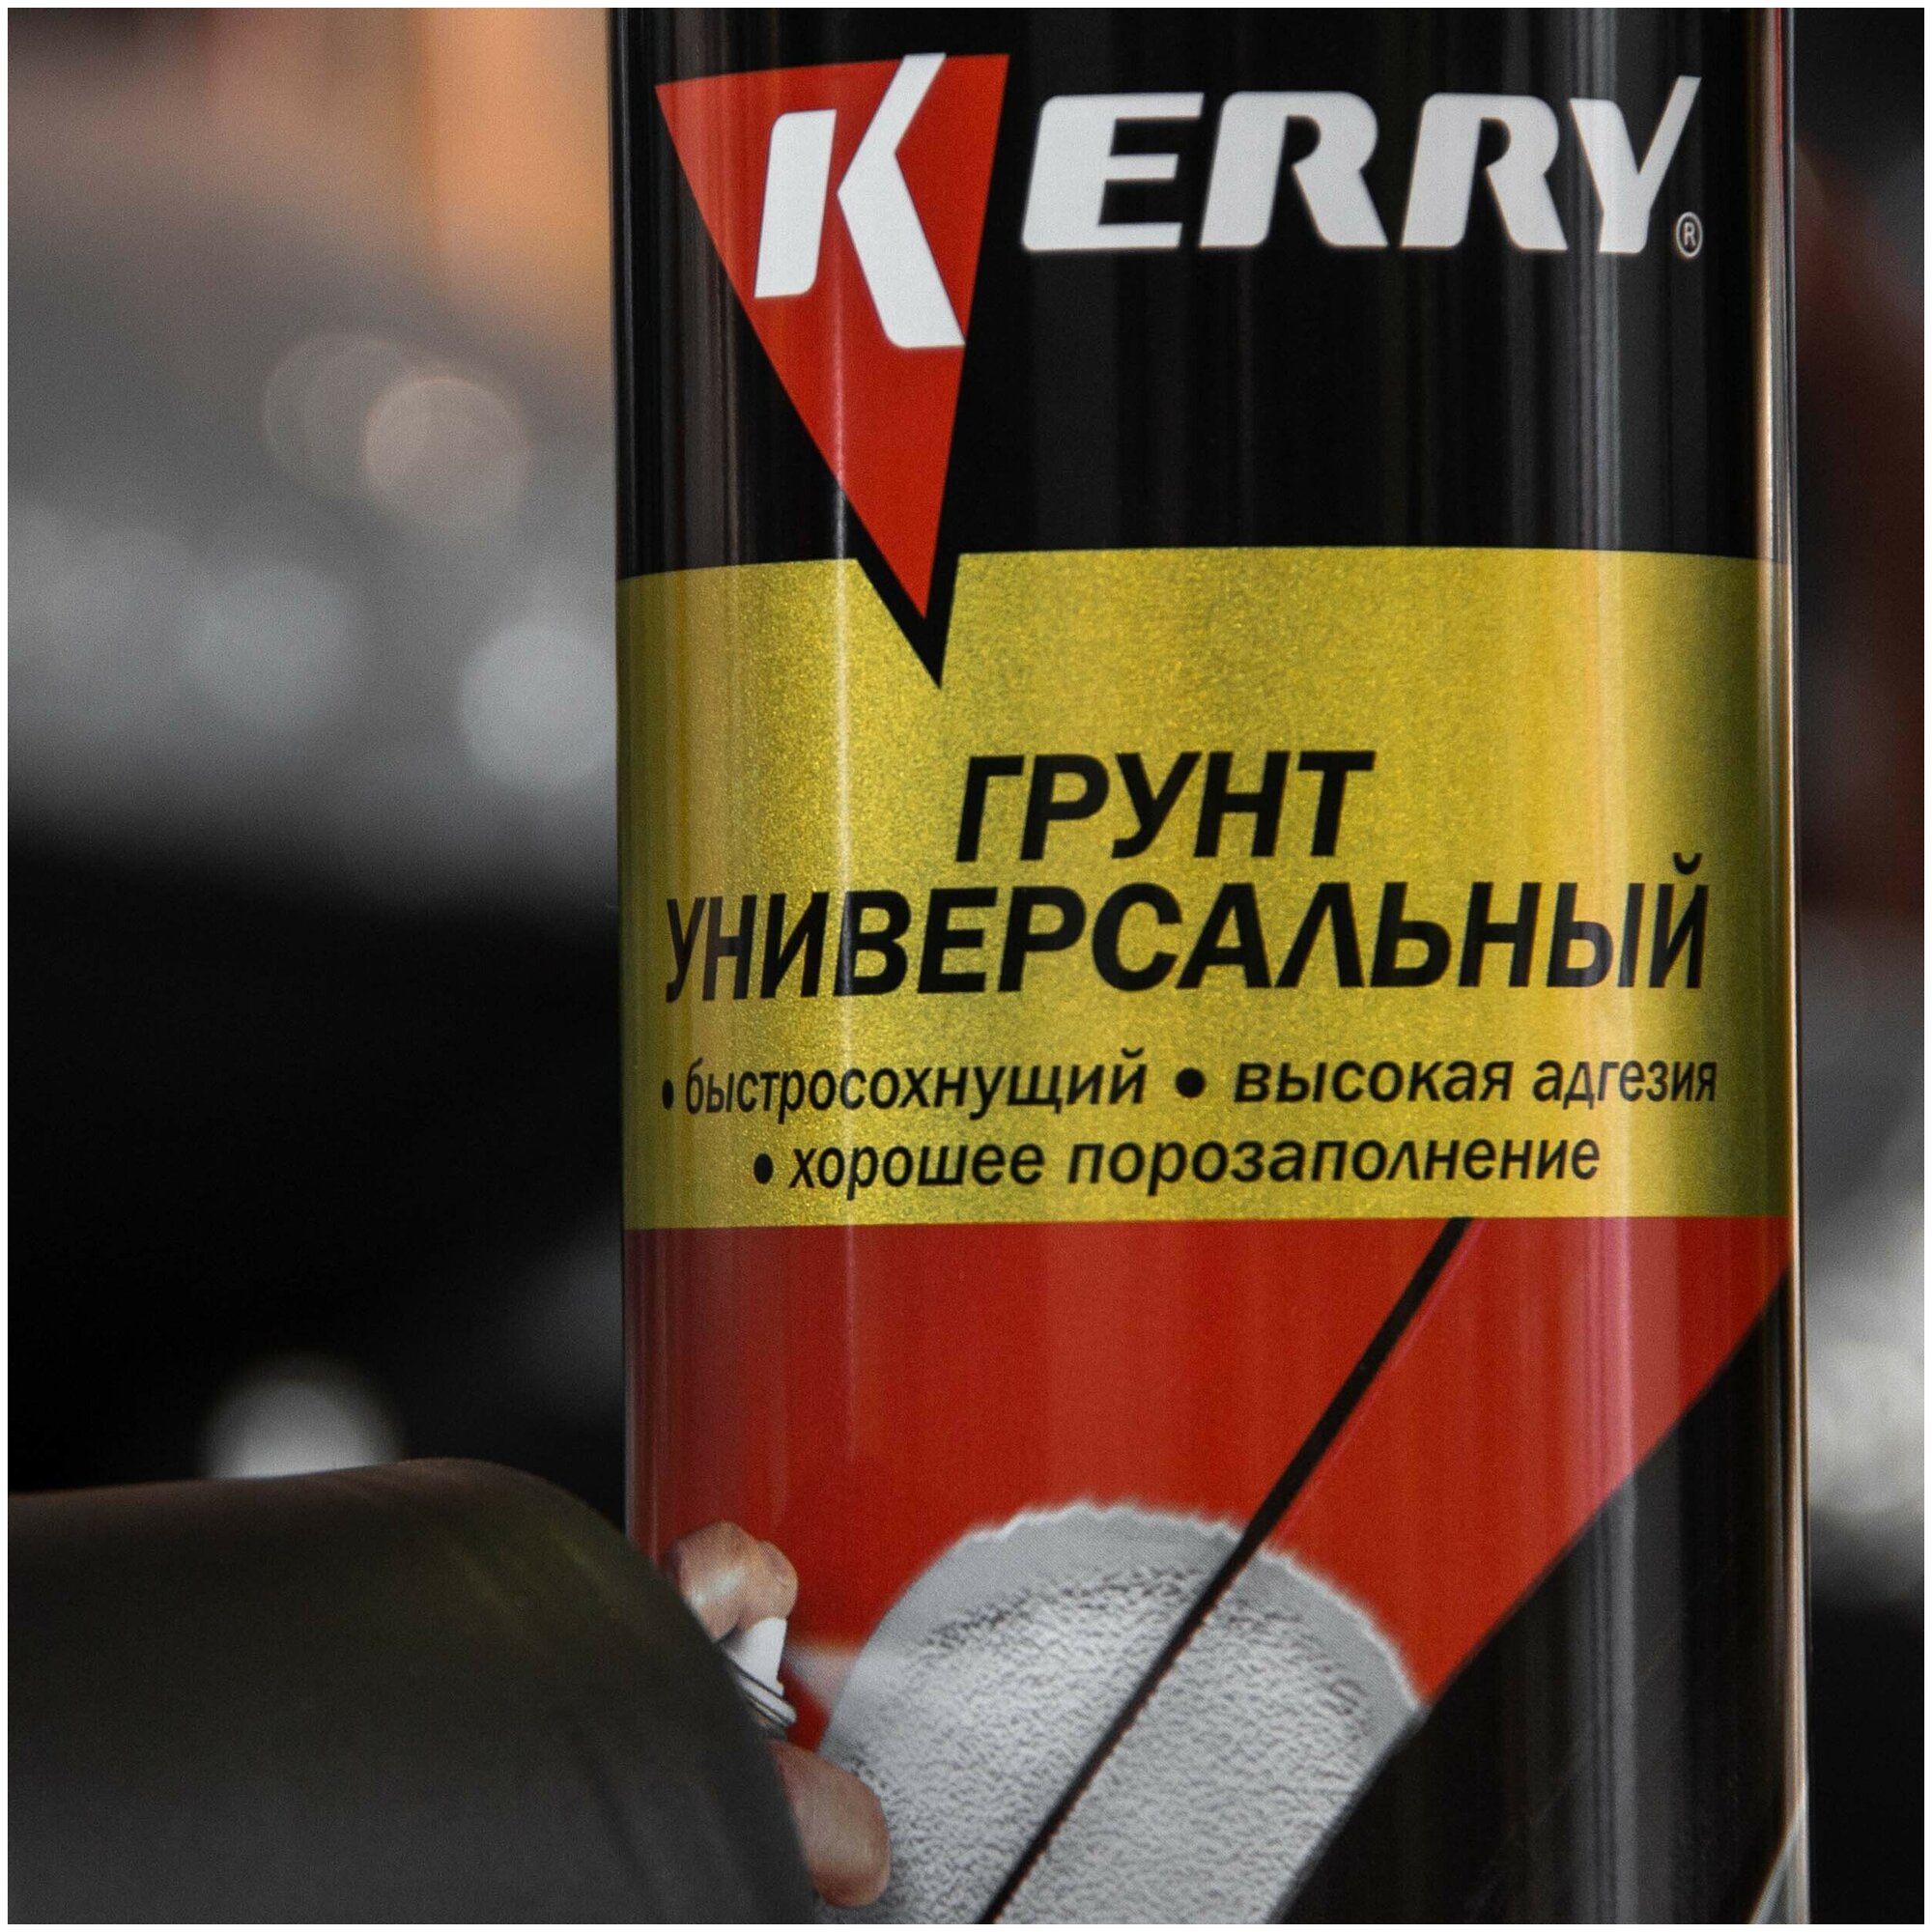 KERRY®
ГРУНТ
УНИВЕРСАЛЬНЫЙ
• быстросохнущий • высокая адгезия
• хорошее порозаполнение